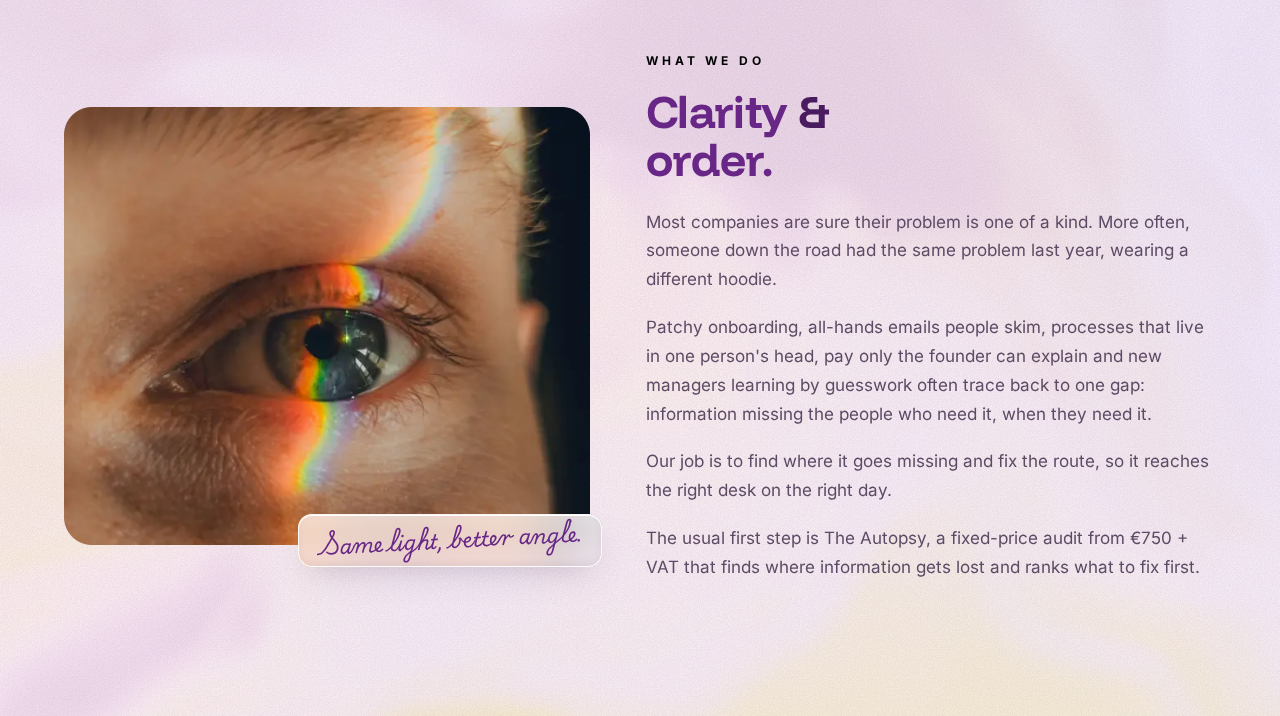 WHAT WE DO
Clarity &
order.
Most companies are sure their problem is one of a kind. More often,
someone down the road had the same problem last year, wearing a
different hoodie.
Patchy onboarding, all-hands emails people skim, processes that live
in one person's head, pay only the founder can explain and new
managers learning by guesswork often trace back to one gap:
information missing the people who need it, when they need it.
Our job is to find where it goes missing and fix the route, so it reaches
the right desk on the right day.
The usual first step is The Autopsy, a fixed-price audit from €750 +
VAT that finds where information gets lost and ranks what to fix first.
Same light, better angle.